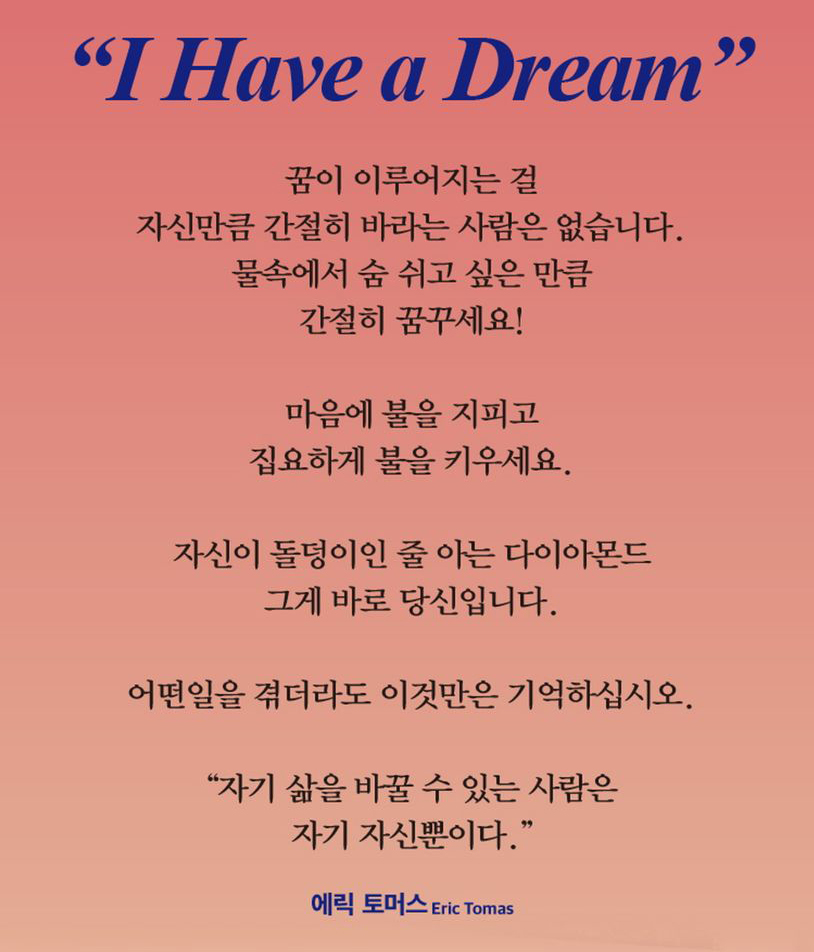 “I Have a Dream”
꿈이 이루어지는 걸
자신만큼 간절히 바라는 사람은 없습니다.
물속에서 숨 쉬고 싶은 만큼
간절히 꿈꾸세요!
마음에 불을 지피고
집요하게 불을 키우세요.
자신이 돌덩이인 줄 아는 다이아몬드
그게 바로 당신입니다.
어떤일을 겪더라도 이것만은 기억하십시오.
“자기 삶을 바꿀 수 있는 사람은
자기 자신뿐이다.”
에릭 토머스 Eric Tomas